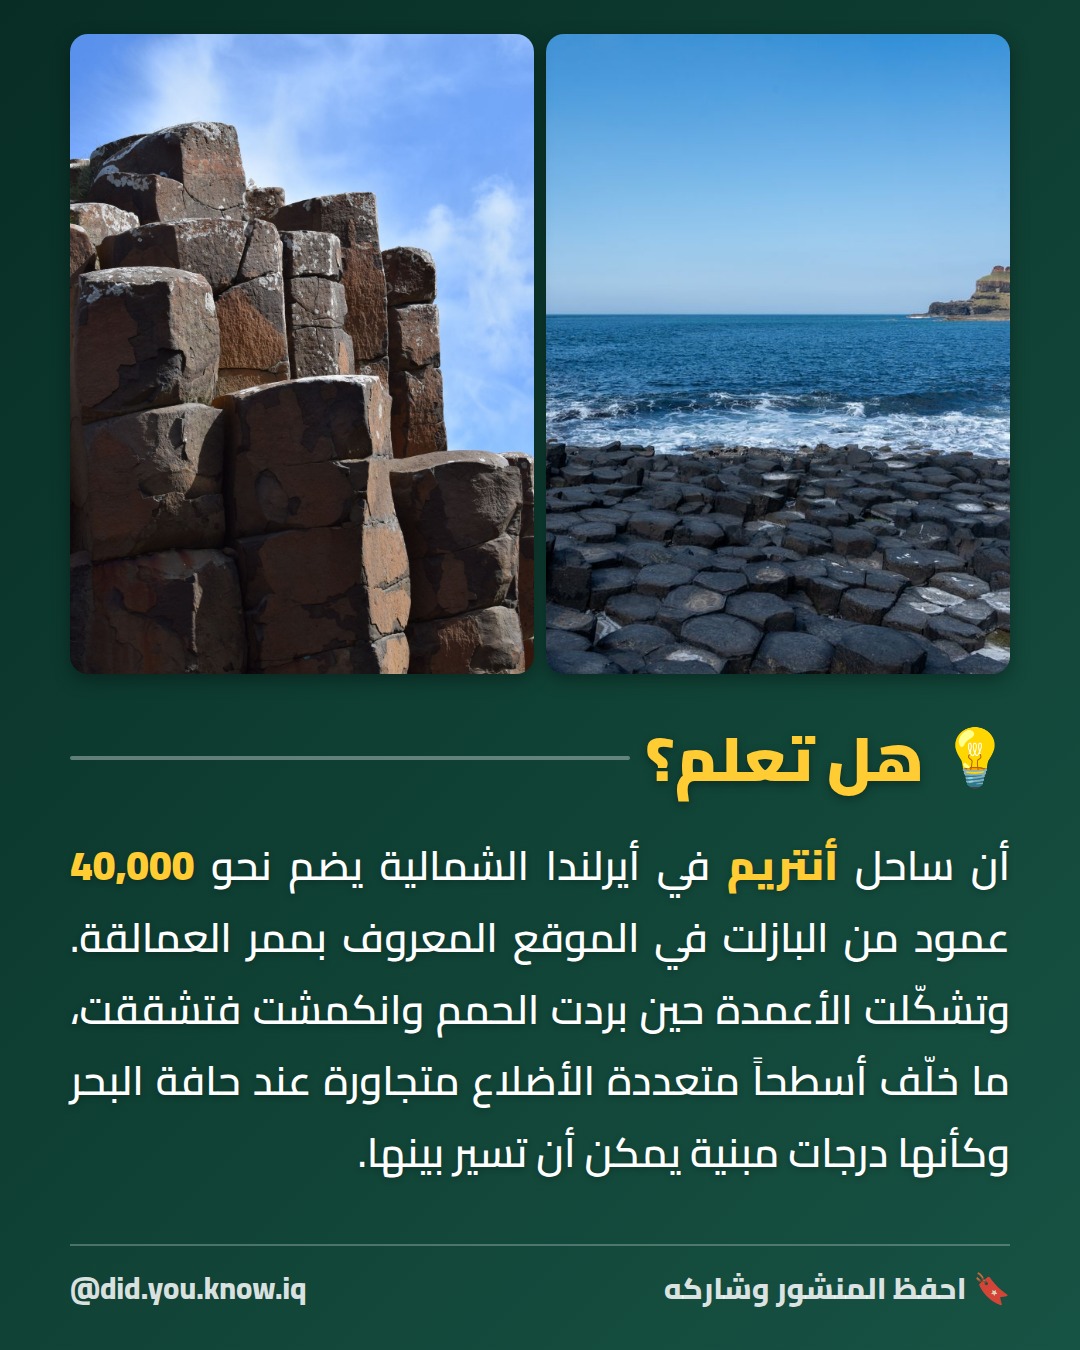 هل تعلم؟
أن ساحل أنتريم في أيرلندا الشمالية يضم نحو 40,000
عمود من البازلت في الموقع المعروف بممر العمالقة.
وتشكّلت الأعمدة حين بردت الحمم وانكمشت فتشققت،
ما خلّف أسطحاً متعددة الأضلاع متجاورة عند حافة البحر
وكأنها درجات مبنية يمكن أن تسير بينها.
احفظ المنشور وشاركه
@did.you.know.iq